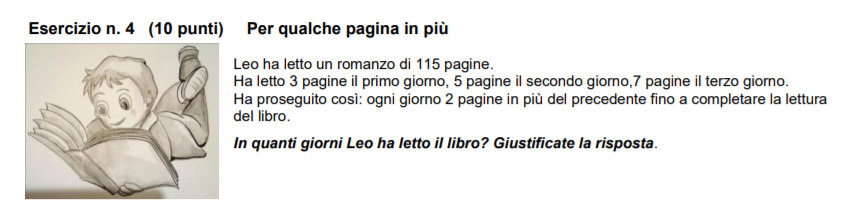 Esercizio n. 4 (10 punti) Per qualche pagina in più
Leo ha letto un romanzo di 115 pagine.
Ha letto 3 pagine il primo giorno, 5 pagine il secondo giorno,7 pagine il terzo giorno.
Ha proseguito così: ogni giorno 2 pagine in più del precedente fino a completare la lettura
del libro.
In quanti giorni Leo ha letto il libro? Giustificate la risposta.